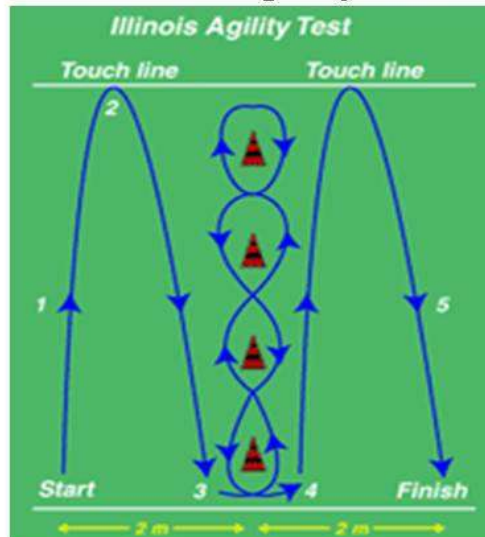 Illinois Agility Test
Touch line Touch line
2
1 5
Start 3 4 Finish
2 m 2 m